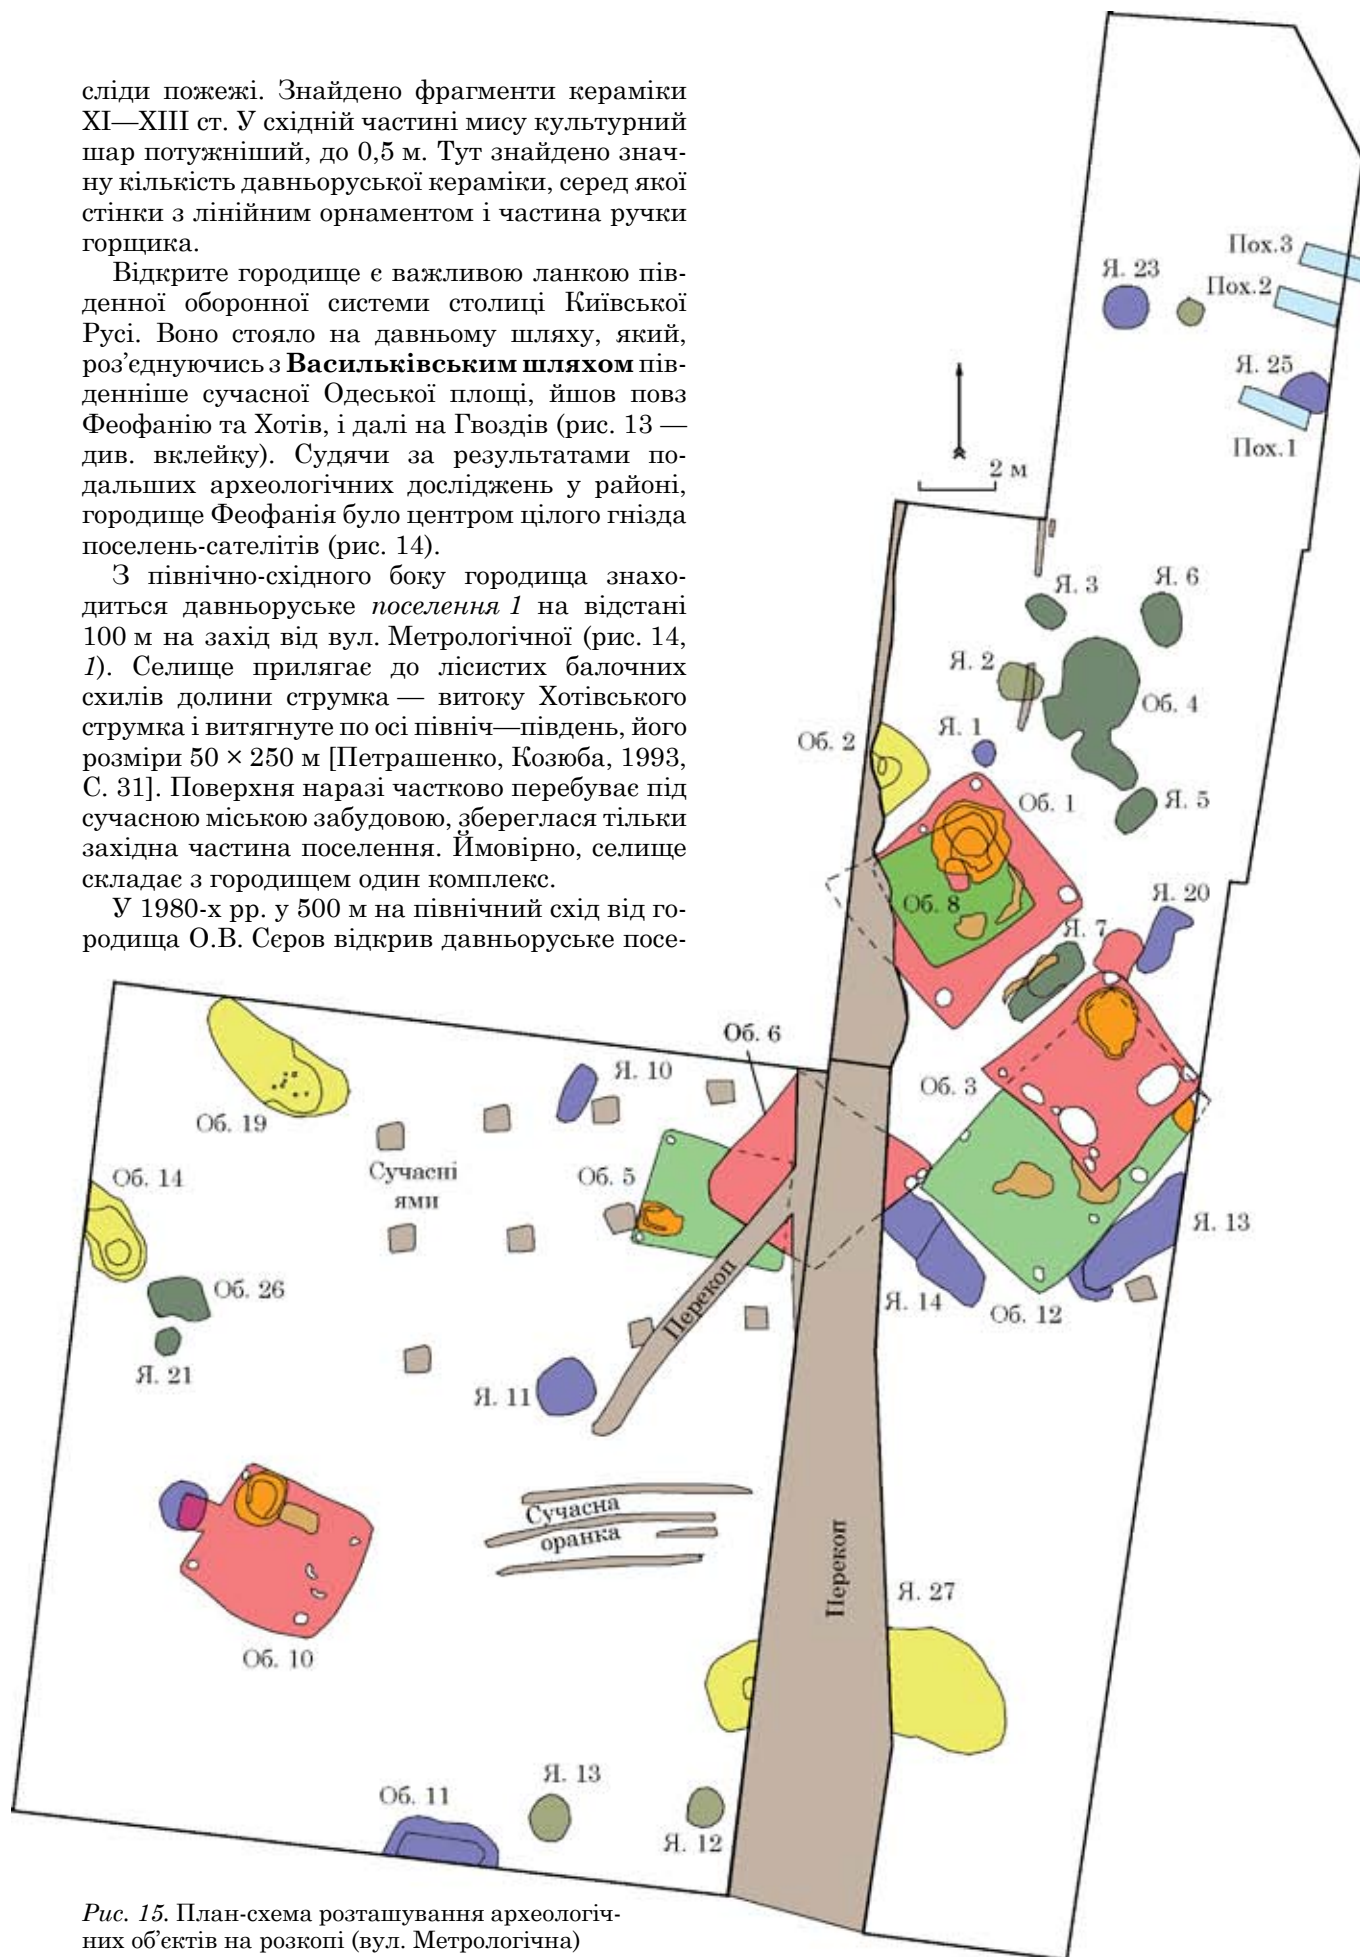 сліди пожежі. Знайдено фрагменти кераміки
XI—XIII ст. У східній частині мису культурний
шар потужніший, до 0,5 м. Тут знайдено знач-
ну кількість давньоруської кераміки, серед якої
стінки з лінійним орнаментом і частина ручки
горщика.
Відкрите городище є важливою ланкою пів-
денної оборонної системи столиці Київської
Русі. Воно стояло на давньому шляху, який,
роз’єднуючись з Васильківським шляхом пів-
денніше сучасної Одеської площі, йшов повз
Феофанію та Хотів, і далі на Гвоздів (рис. 13 —
див. вклейку). Судячи за результатами по-
дальших археологічних досліджень у районі,
городище Феофанія було центром цілого гнізда
поселень-сателітів (рис. 14).
З північно-східного боку городища знахо-
диться давньоруське поселення 1 на відстані
100 м на захід від вул. Метрологічної (рис. 14,
1). Селище прилягає до лісистих балочних
схилів долини струмка — витоку Хотівського
струмка і витягнуте по осі північ—південь, його
розміри 50 × 250 м [Петрашенко, Козюба, 1993,
С. 31]. Поверхня наразі частково перебуває під
сучасною міською забудовою, збереглася тільки
західна частина поселення. Ймовірно, селище
складає з городищем один комплекс.
У 1980-х рр. у 500 м на північний схід від го-
родища О.В. Сєров відкрив давньоруське посе-
Пох.3
Я. 23
Пох.2
Я. 25
Пох.1
2 м
Я. 3
Я. 6
Я. 2
Об. 4
Я. 1
Об. 2
Об. 1
Я. 5
Об. 8
Я. 20
Я. 7
Об. 6
Об. 3
Я. 10
Об. 19
Сучасні
ями
Об. 5
Об. 14
Я. 13
Об. 26
Перекоп
Я. 14
Об. 12
Я. 21
Я. 11
Сучасна
оранка
Перекоп
Я. 27
Об. 10
Я. 13
Об. 11
Я. 12
Рис. 15. План-схема розташування археологіч-
них об’єктів на розкопі (вул. Метрологічна)